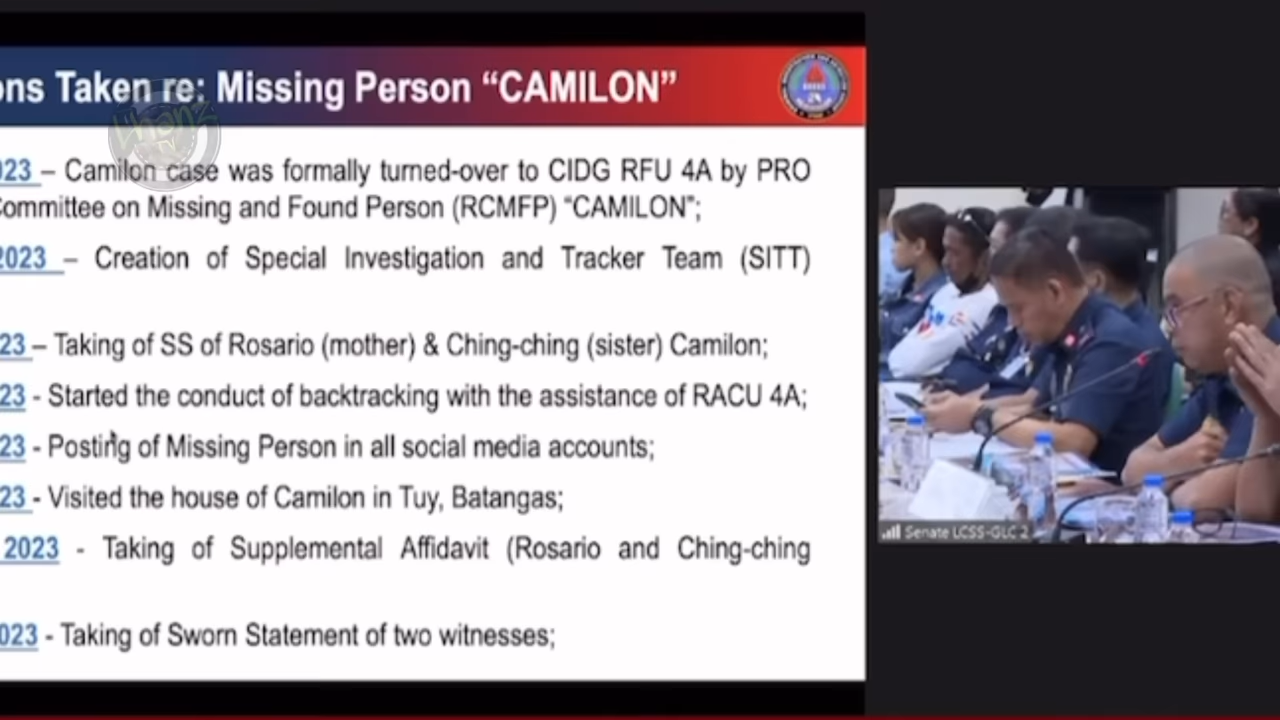 ons Taken re: Missing Person “CAMILON”
023 – Camilon case was formally turned-over to CIDG RFU 4A by PRO
Committee on Missing and Found Person (RCMFP) “CAMILON”;
2023 – Creation of Special Investigation and Tracker Team (SITT)
23 – Taking of SS of Rosario (mother) & Ching-ching (sister) Camilon;
23 - Started the conduct of backtracking with the assistance of RACU 4A;
23 - Posting of Missing Person in all social media accounts;
23 - Visited the house of Camilon in Tuy, Batangas;
2023 - Taking of Supplemental Affidavit (Rosario and Ching-ching
023 - Taking of Sworn Statement of two witnesses;
Senate LCSS-GLC 2